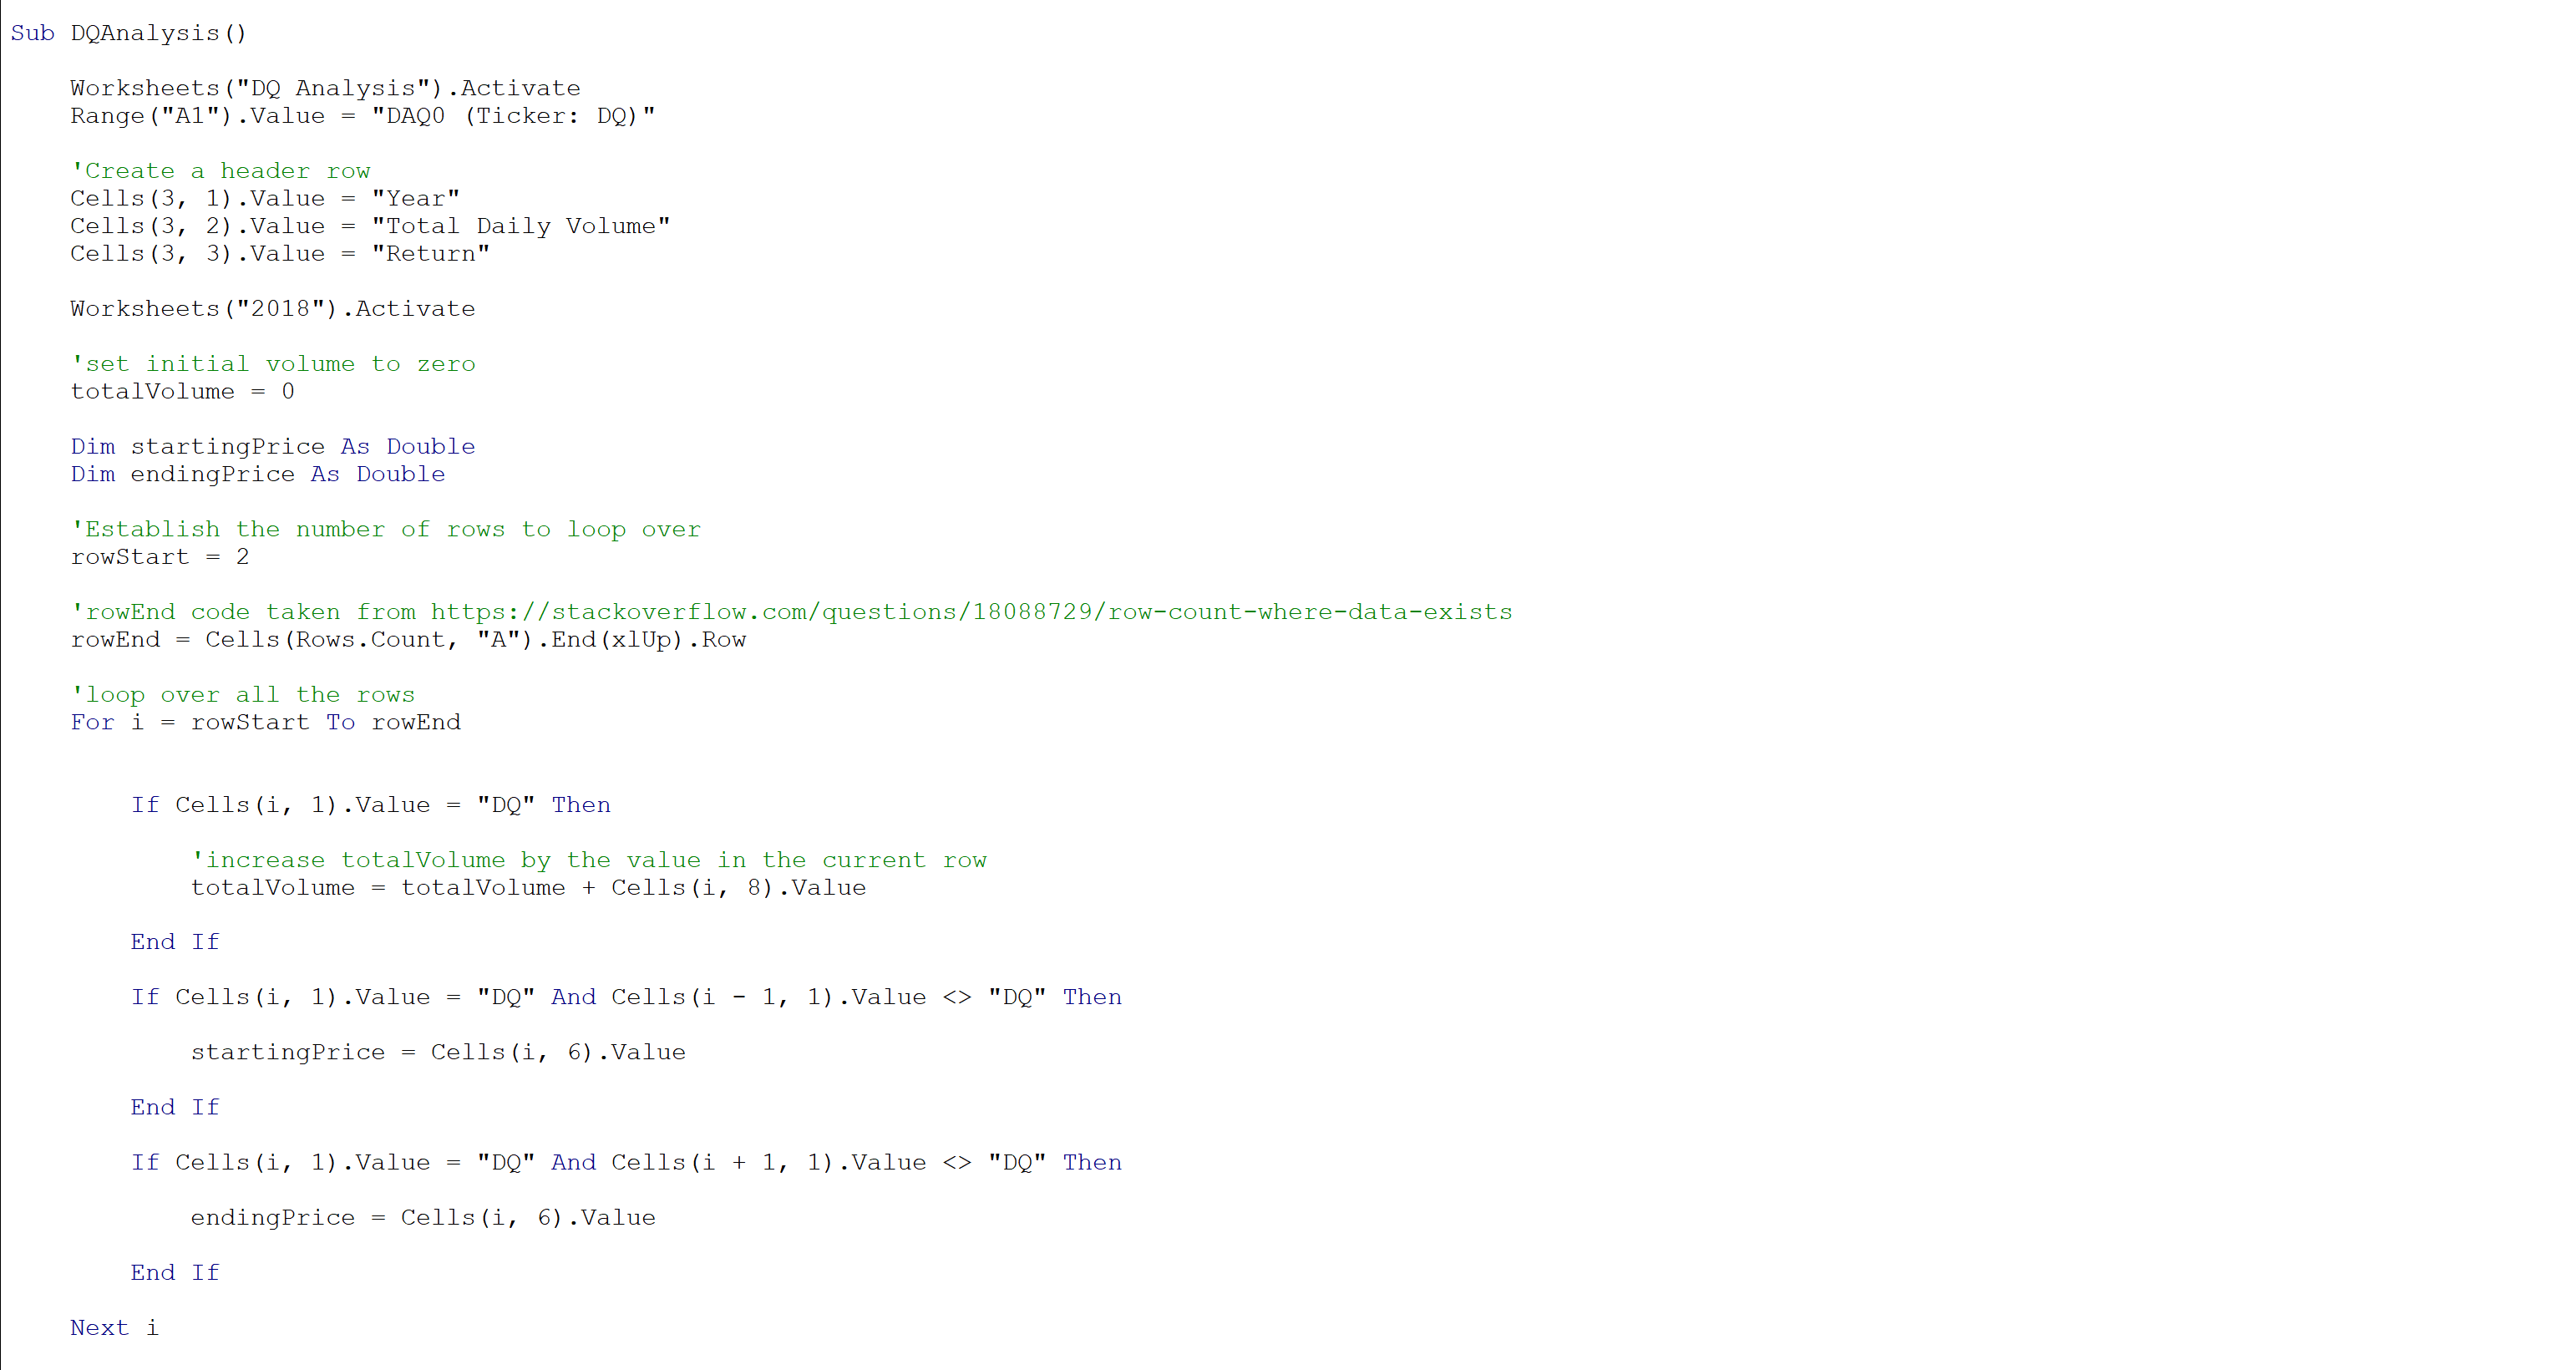 Sub DQAnalysis()
Worksheets("DQ Analysis").Activate
Range("A1").Value = "DAQ0 (Ticker: DQ)"
'Create a header row
Cells(3, 1).Value = "Year"
Cells(3, 2).Value = "Total Daily Volume"
Cells(3, 3).Value = "Return"
Worksheets("2018").Activate
'set initial volume to zero
totalVolume = 0
Dim startingPrice As Double
Dim endingPrice As Double
'Establish the number of rows to loop over
rowStart = 2
'rowEnd code taken from https://stackoverflow.com/questions/18088729/row-count-where-data-exists
rowEnd = Cells(Rows.Count, "A").End(xlUp).Row
'loop over all the rows
For i = rowStart To rowEnd
If Cells(i, 1).Value = "DQ" Then
'increase totalVolume by the value in the current row
totalVolume = totalVolume + Cells(i, 8).Value
End If
If Cells(i, 1).Value = "DQ" And Cells(i - 1, 1).Value <> "DQ" Then
startingPrice = Cells(i, 6).Value
End If
If Cells(i, 1).Value = "DQ" And Cells(i + 1, 1).Value <> "DQ" Then
endingPrice = Cells(i, 6).Value
End If
Next i